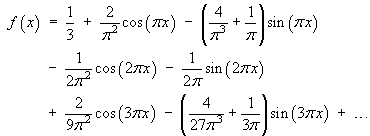 f(x) = 1/3 + 2/π² cos(πx) − (4/π³ + 1/π) sin(πx)
− 1/2π² cos(2πx) − 1/2π sin(2πx)
+ 2/9π² cos(3πx) − (4/27π³ + 1/3π) sin(3πx) + ...